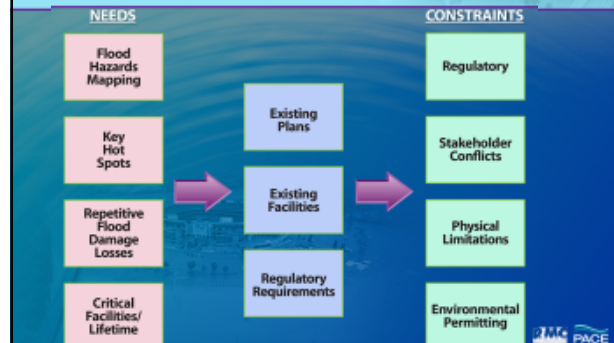 NEEDS
Flood
Hazards
Mapping
Key
Hot
Spots
Repetitive
Flood
Damage
Losses
Critical
Facilities/
Lifetime
Existing
Plans
Existing
Facilities
Regulatory
Requirements
CONSTRAINTS
Regulatory
Stakeholder
Conflicts
Physical
Limitations
Environmental
Permitting
RMC PACE